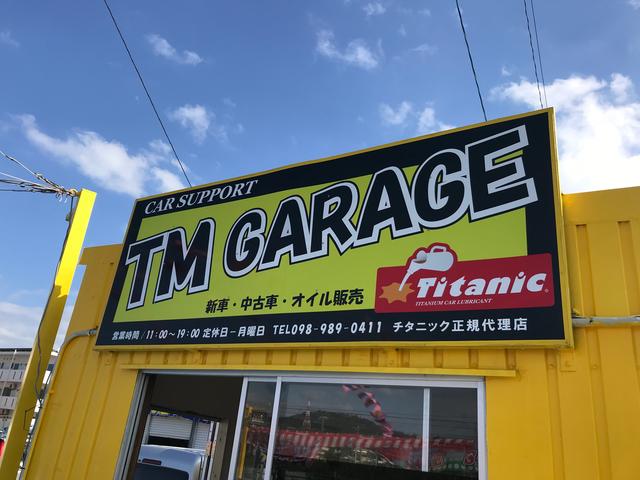 CAR SUPPORT
TM GARAGE
新車・中古車・オイル販売
Titanic
TITANIUM CAR LUBRICANT
営業時間/11:00〜19:00 定休日−月曜日 TEL098-989-0411 チタニック正規代理店